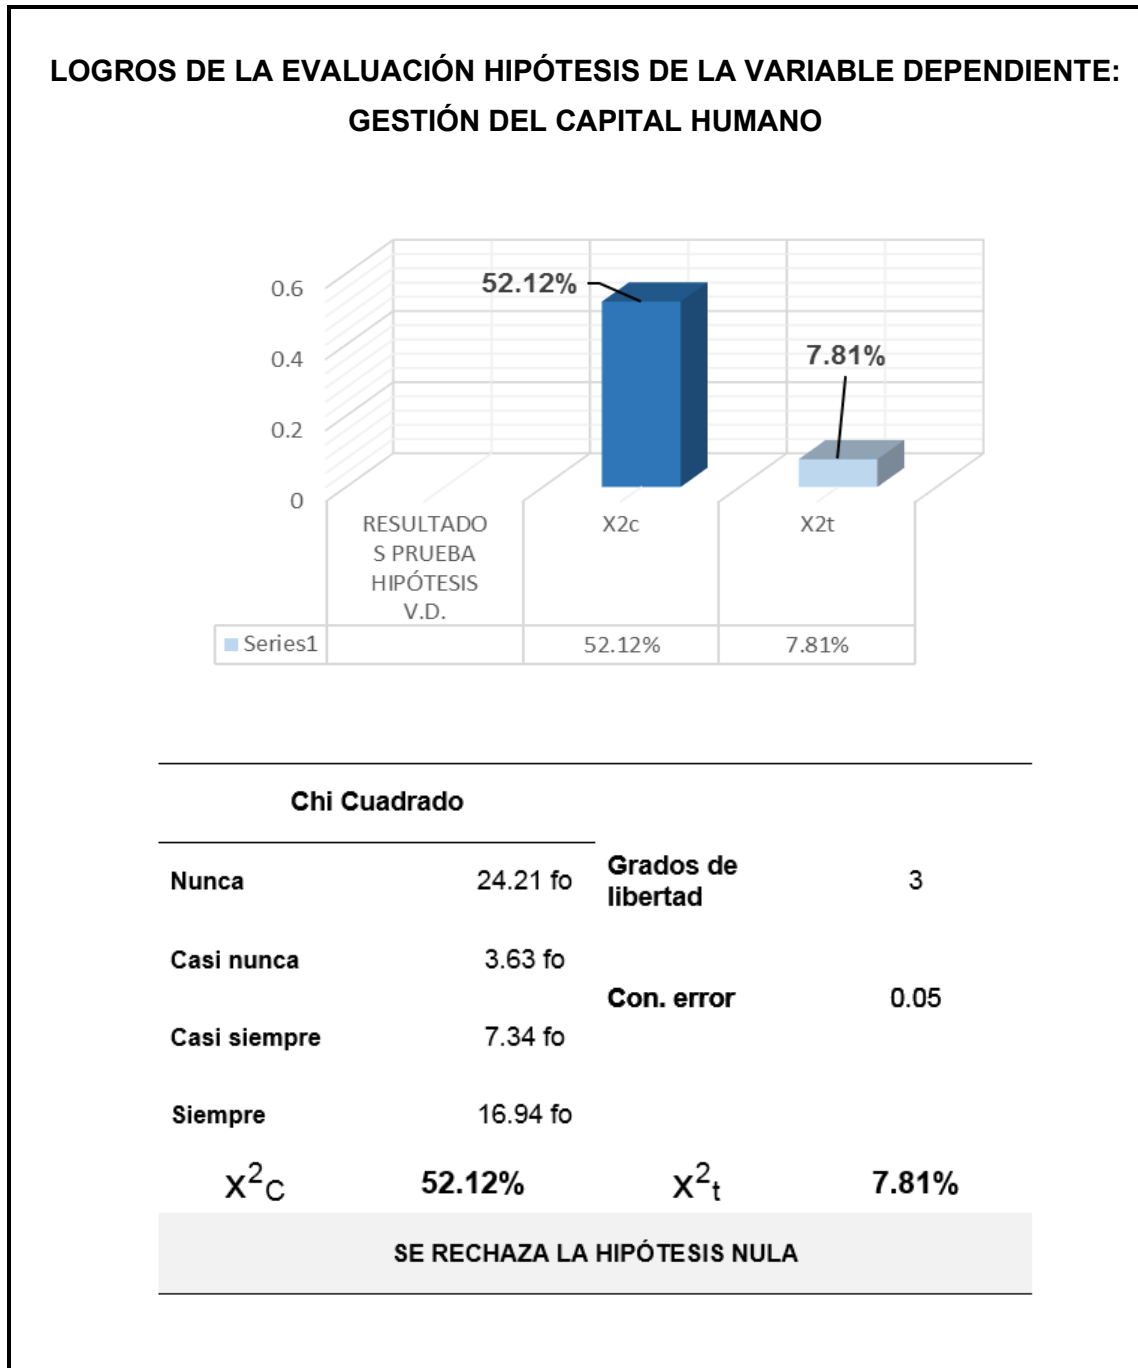 LOGROS DE LA EVALUACIÓN HIPÓTESIS DE LA VARIABLE DEPENDIENTE:
GESTIÓN DEL CAPITAL HUMANO
0.6
0.4
0.2
0
52.12%
7.81%
RESULTADO
S PRUEBA
HIPÓTESIS
V.D.
X2c
X2t
Series1 52.12% 7.81%
Chi Cuadrado
Nunca 24.21 fo
Grados de
libertad
3
Casi nunca 3.63 fo
Con. error 0.05
Casi siempre 7.34 fo
Siempre 16.94 fo
X²C 52.12% X²t 7.81%
SE RECHAZA LA HIPÓTESIS NULA